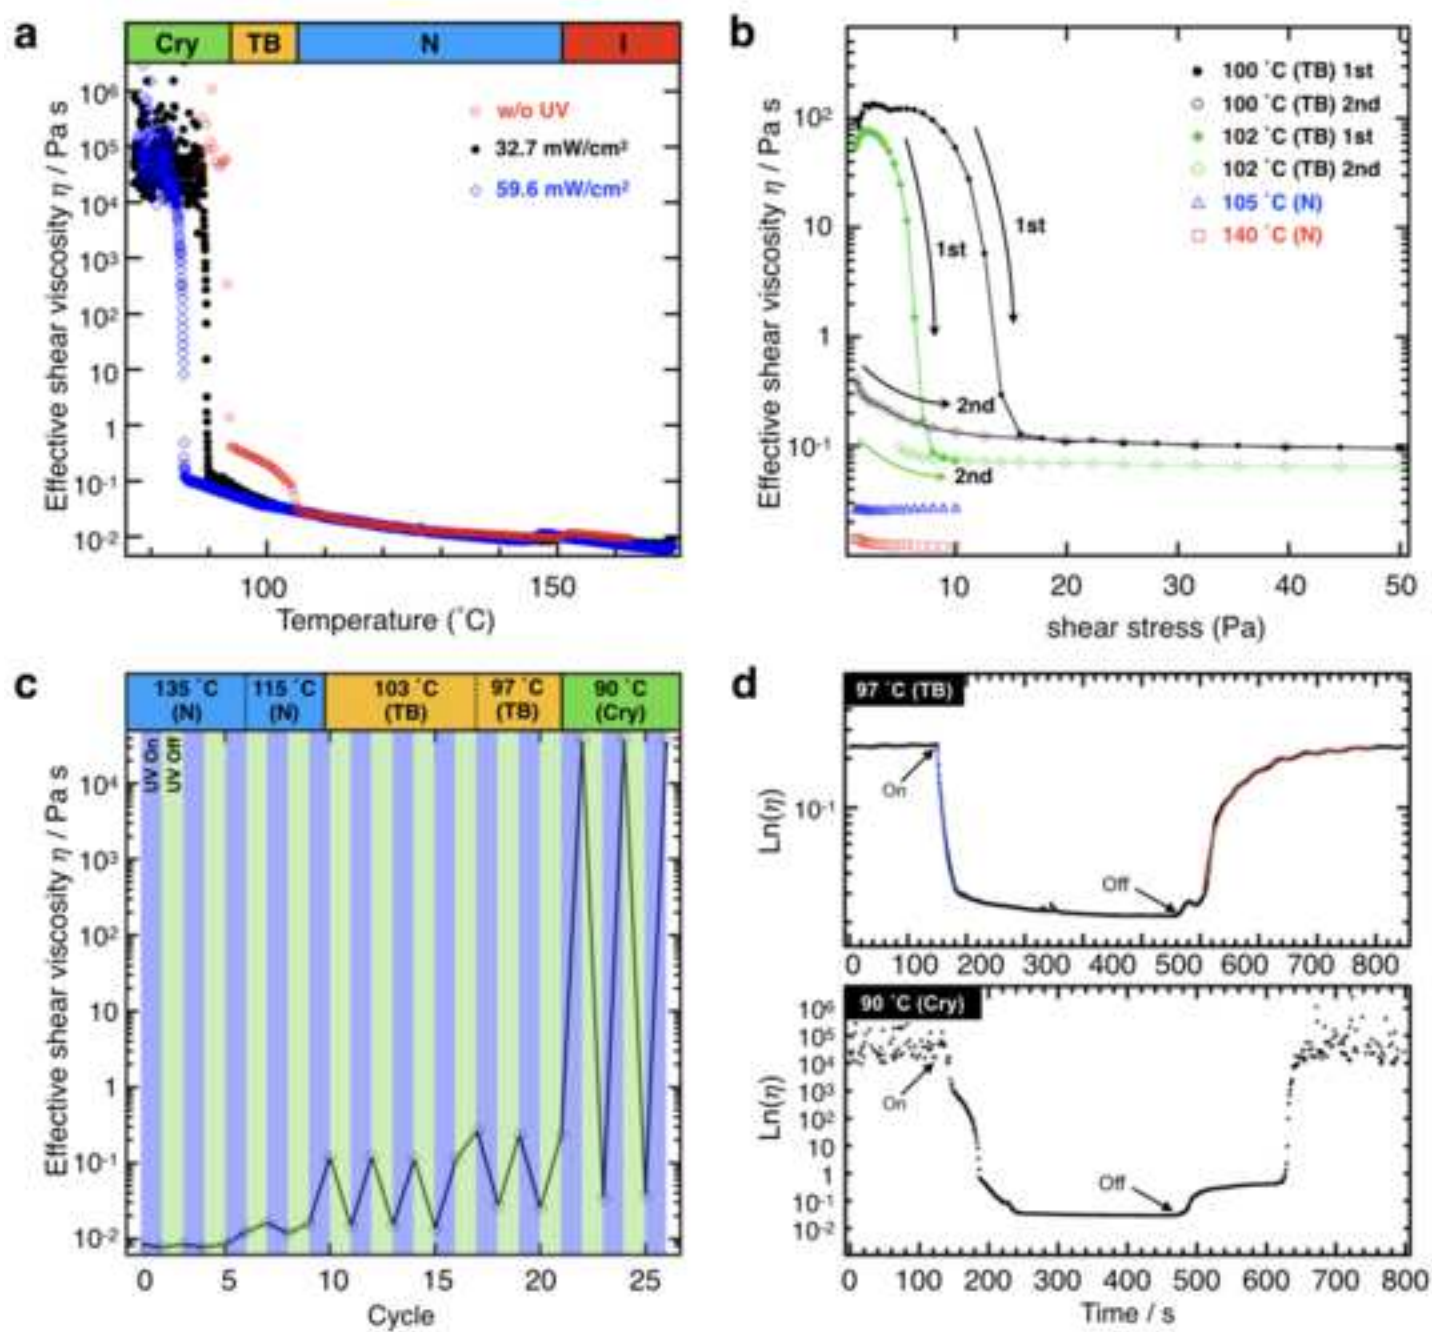 a
Cry TB N I
Effective shear viscosity η / Pa s
10⁶
10⁵
10⁴
10³
10²
10
1
10⁻¹
10⁻²
w/o UV
32.7 mW/cm²
59.6 mW/cm²
100 150
Temperature (˚C)
b
Effective shear viscosity η / Pa s
10²
10
1
10⁻¹
100 ˚C (TB) 1st
100 ˚C (TB) 2nd
102 ˚C (TB) 1st
102 ˚C (TB) 2nd
105 ˚C (N)
140 ˚C (N)
1st
1st
2nd
2nd
10 20 30 40 50
shear stress (Pa)
c
135 ˚C 115 ˚C 103 ˚C 97 ˚C 90 ˚C
(N) (N) (TB) (TB) (Cry)
UV On
UV Off
Effective shear viscosity η / Pa s
10⁴
10³
10²
10
1
10⁻¹
10⁻²
0 5 10 15 20 25
Cycle
d
97 ˚C (TB)
Ln(η)
10⁻¹
On
Off
0 100 200 300 400 500 600 700 800
90 ˚C (Cry)
Ln(η)
10⁶
10⁵
10⁴
10³
10²
10
1
10⁻¹
10⁻²
On
Off
0 100 200 300 400 500 600 700 800
Time / s